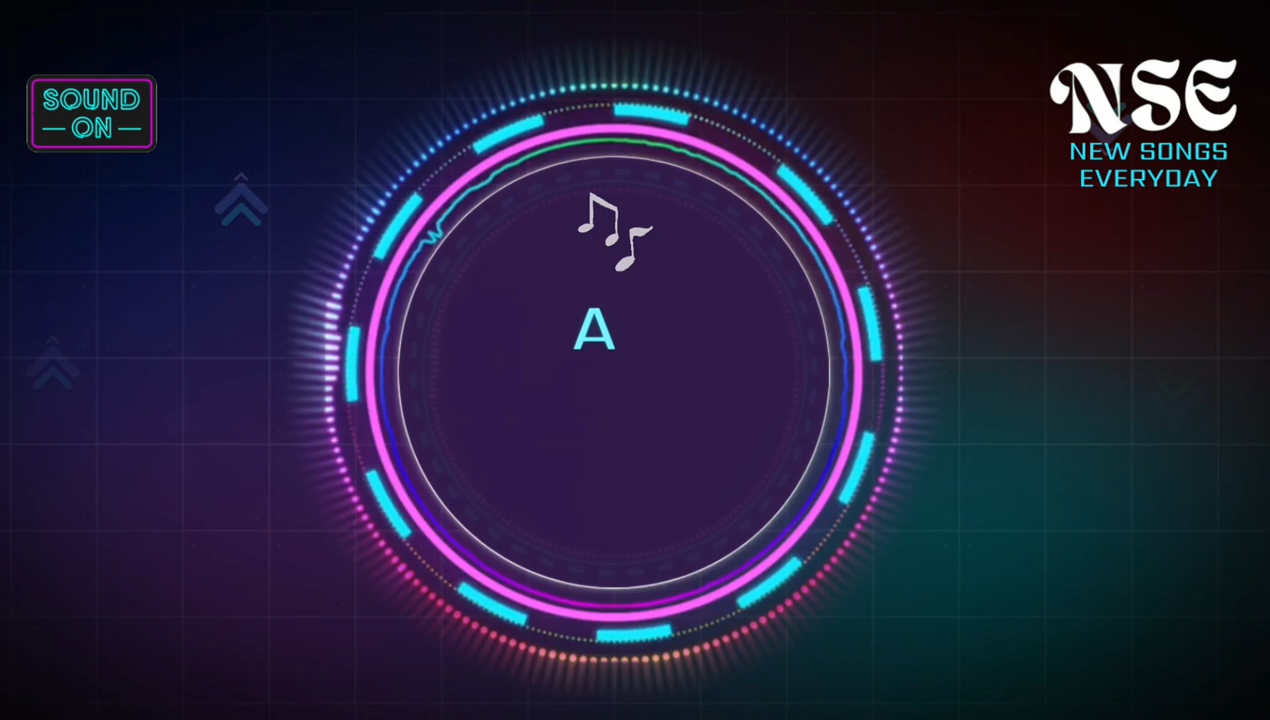 SOUND
— ON —
NSE
NEW SONGS
EVERYDAY
A